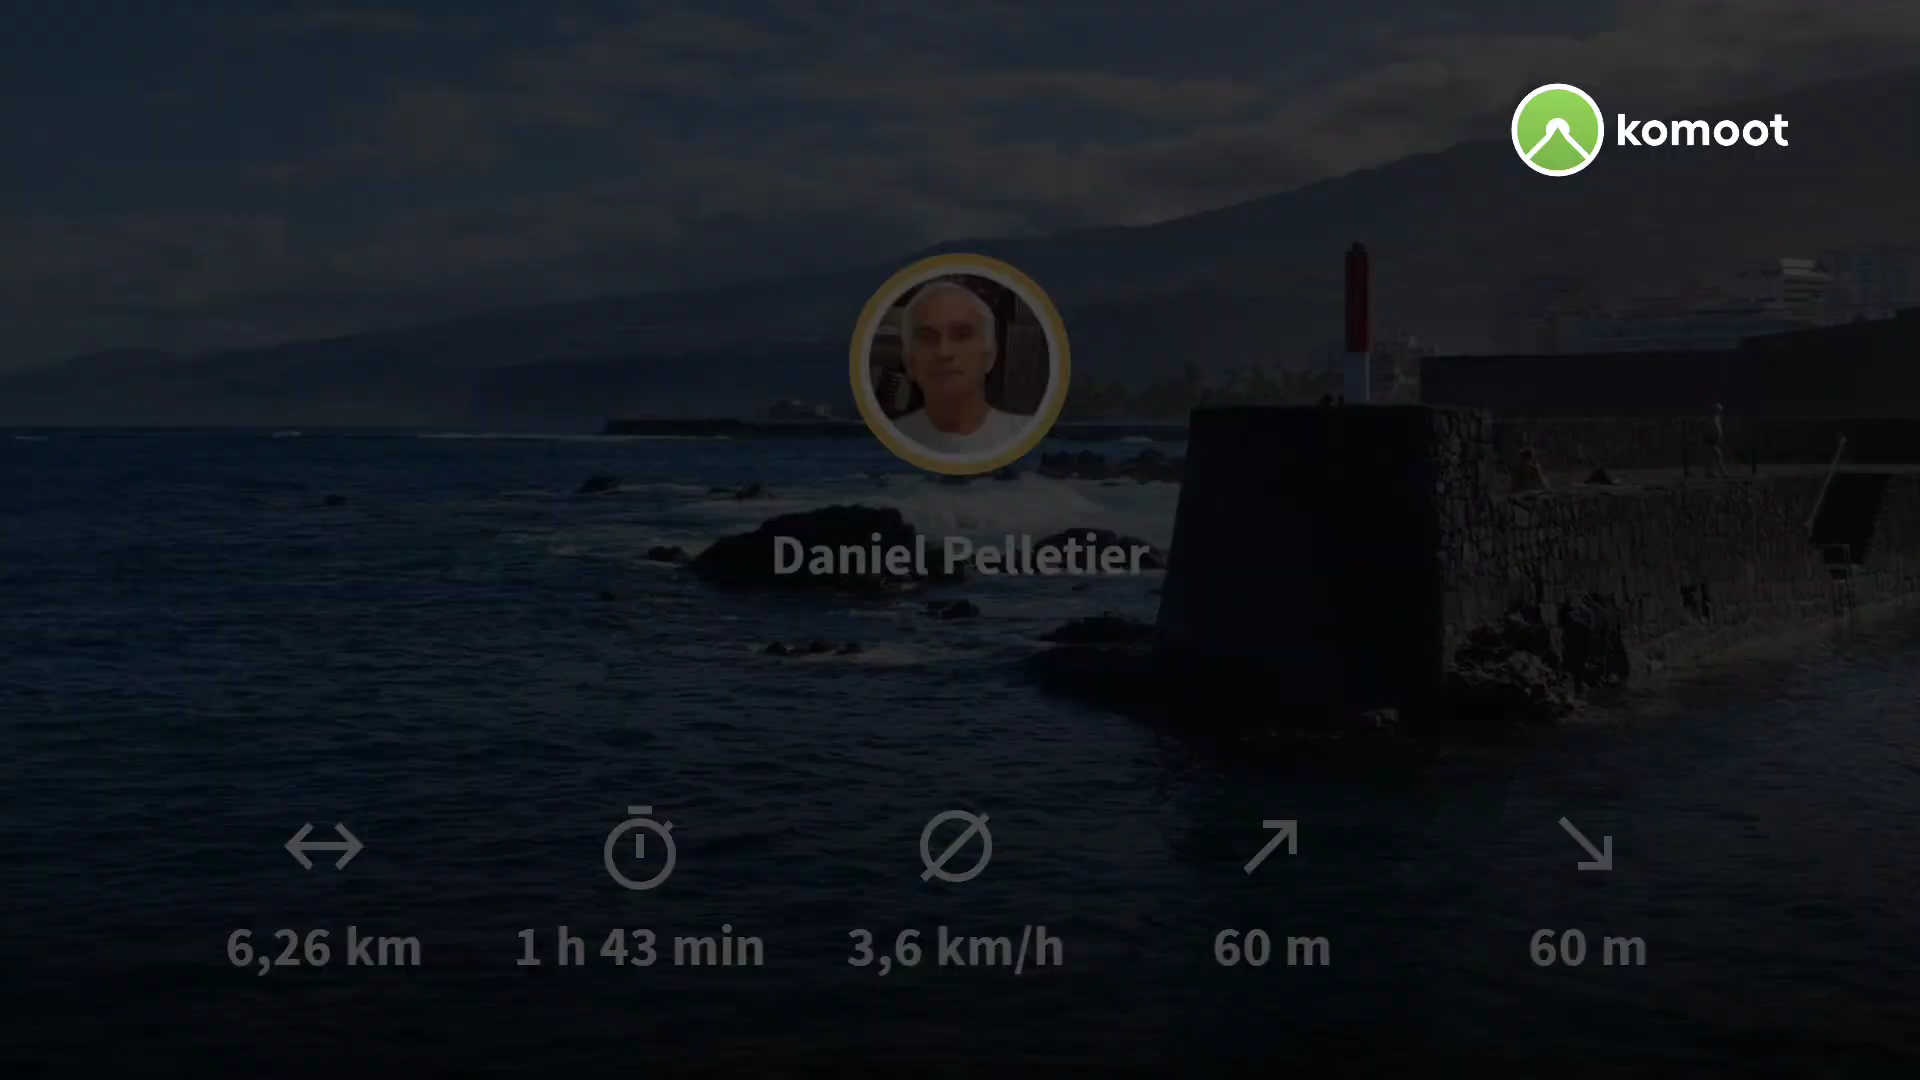 komoot
Daniel Pelletier
6,26 km
1 h 43 min
3,6 km/h
60 m
60 m